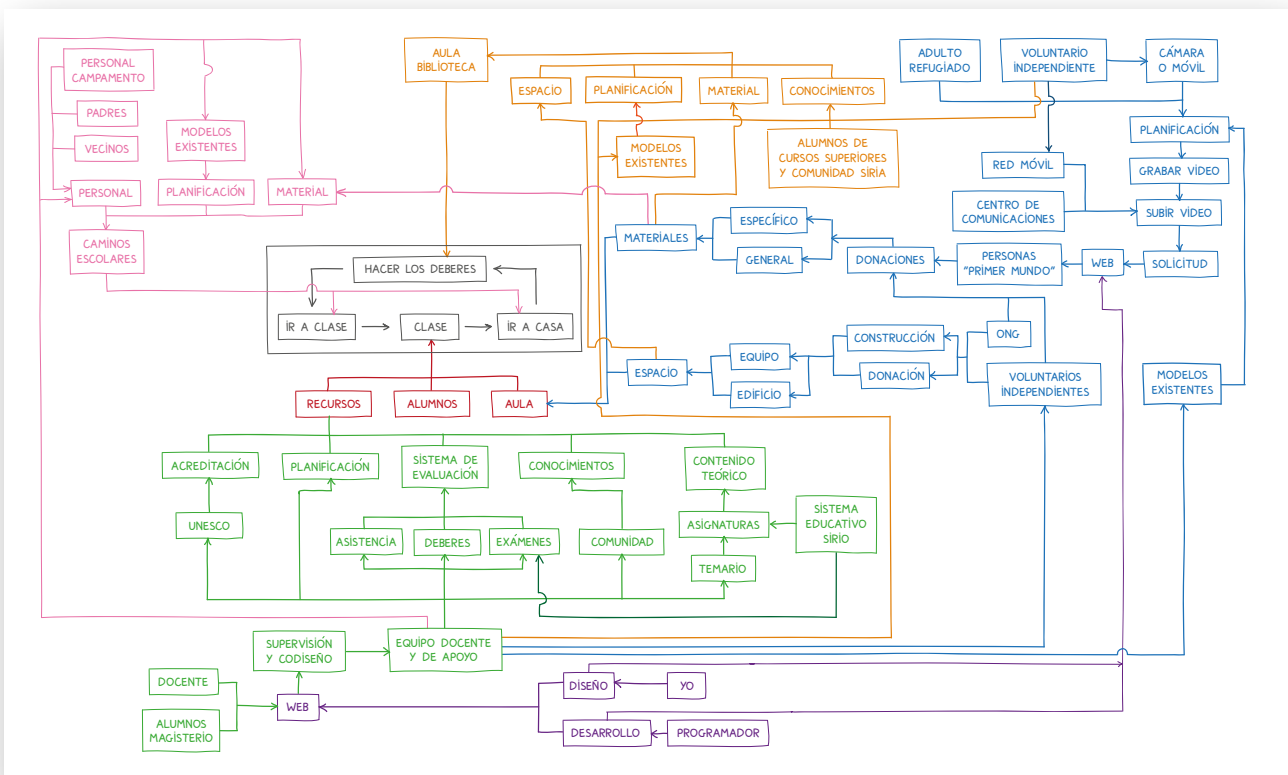 PERSONAL
CAMPAMENTO
PADRES
VECINOS
PERSONAL
MODELOS
EXISTENTES
PLANIFICACIÓN
MATERIAL
CAMINOS
ESCOLARES
AULA
BIBLIOTECA
ESPACIO
PLANIFICACIÓN
MATERIAL
CONOCIMIENTOS
MODELOS
EXISTENTES
ALUMNOS DE
CURSOS SUPERIORES
Y COMUNIDAD SIRIA
ADULTO
REFUGIADO
VOLUNTARIO
INDEPENDIENTE
CÁMARA
O MÓVIL
PLANIFICACIÓN
RED MÓVIL
GRABAR VÍDEO
CENTRO DE
COMUNICACIONES
SUBIR VÍDEO
MATERIALES
ESPECÍFICO
GENERAL
DONACIONES
PERSONAS
"PRIMER MUNDO"
WEB
SOLICITUD
HACER LOS DEBERES
IR A CLASE
CLASE
IR A CASA
ESPACIO
EQUIPO
EDIFICIO
CONSTRUCCIÓN
DONACIÓN
ONG
VOLUNTARIOS
INDEPENDIENTES
MODELOS
EXISTENTES
RECURSOS
ALUMNOS
AULA
ACREDITACIÓN
PLANIFICACIÓN
SISTEMA DE
EVALUACIÓN
CONOCIMIENTOS
CONTENIDO
TEÓRICO
UNESCO
ASISTENCIA
DEBERES
EXÁMENES
COMUNIDAD
ASIGNATURAS
SISTEMA
EDUCATIVO
SIRIO
TEMARIO
SUPERVISIÓN
Y CODISEÑO
EQUIPO DOCENTE
Y DE APOYO
DOCENTE
ALUMNOS
MAGISTERIO
WEB
DISEÑO
YO
DESARROLLO
PROGRAMADOR